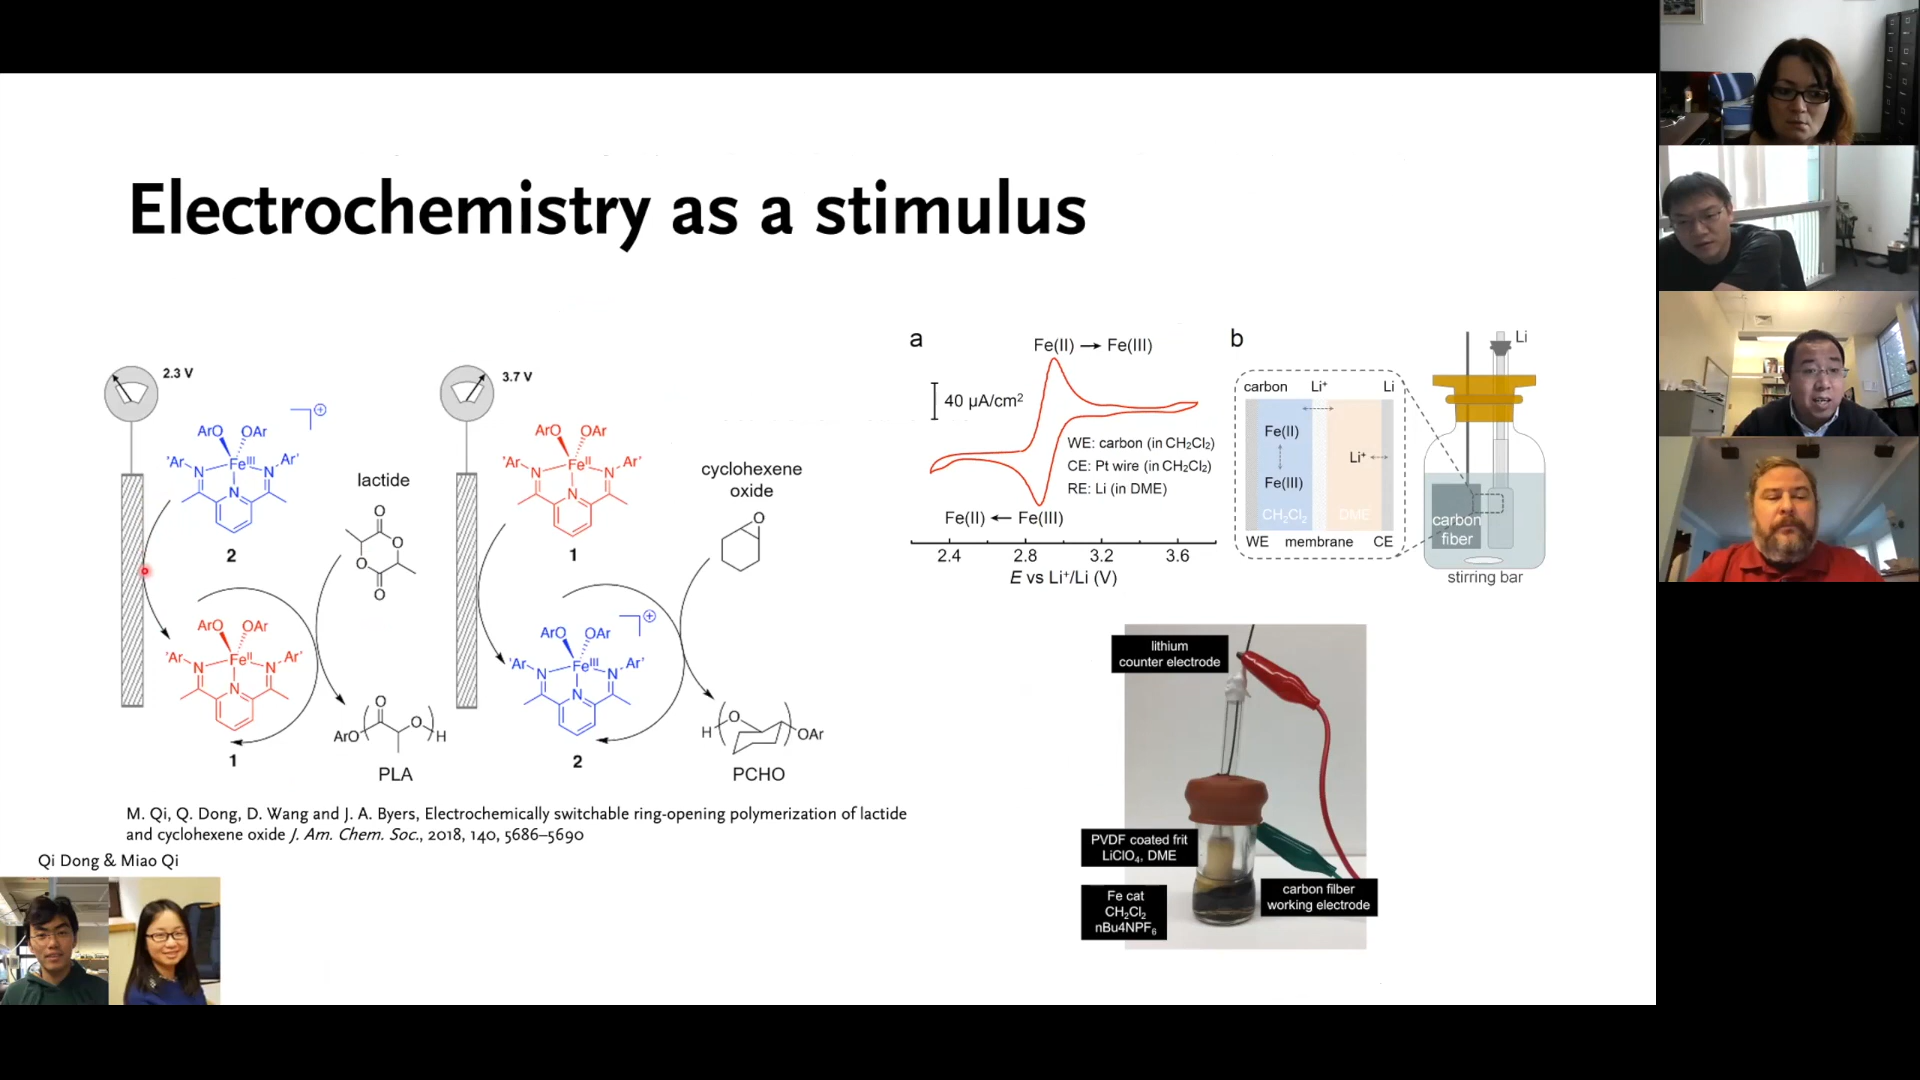 Electrochemistry as a stimulus
2.3 V
ArO OAr
Fe^III
'Ar N N Ar'
N
2
lactide
O
O
O
O
ArO OAr
Fe^II
'Ar N N Ar'
N
1
O
ArO O H
PLA
3.7 V
ArO OAr
Fe^II
'Ar N N Ar'
N
1
cyclohexene
oxide
O
ArO OAr
Fe^III
'Ar N N Ar'
N
2
H O OAr
PCHO
a
Fe(II) → Fe(III)
40 μA/cm²
WE: carbon (in CH₂Cl₂)
CE: Pt wire (in CH₂Cl₂)
RE: Li (in DME)
Fe(II) ← Fe(III)
2.4 2.8 3.2 3.6
E vs Li⁺/Li (V)
b
carbon Li⁺ Li
Fe(II)
Li⁺
Fe(III)
CH₂Cl₂ DME
WE membrane CE
Li
carbon
fiber
stirring bar
lithium
counter electrode
PVDF coated frit
LiClO₄, DME
Fe cat
CH₂Cl₂
nBu4NPF₆
carbon filber
working electrode
M. Qi, Q. Dong, D. Wang and J. A. Byers, Electrochemically switchable ring-opening polymerization of lactide
and cyclohexene oxide J. Am. Chem. Soc., 2018, 140, 5686–5690
Qi Dong & Miao Qi